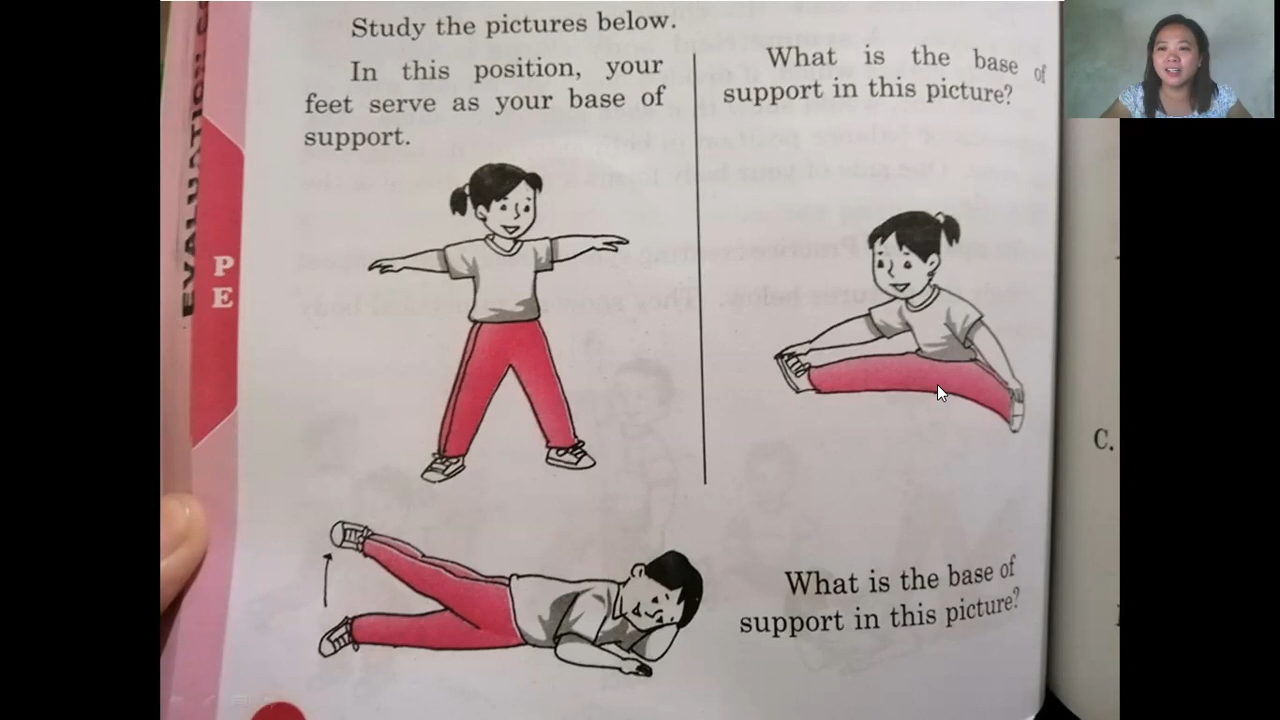 Study the pictures below.
In this position, your
feet serve as your base of
support.
What is the base of
support in this picture?
What is the base of
support in this picture?
EVALUATION
P
E
C.